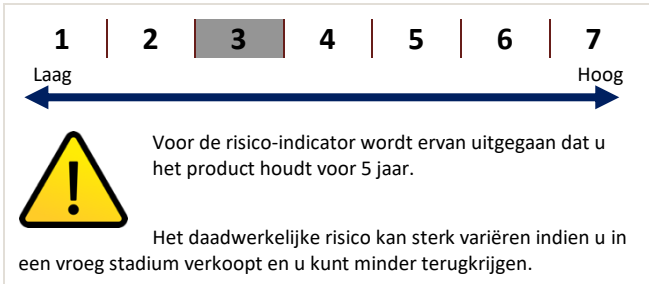 1 2 3 4 5 6 7
Laag Hoog
Voor de risico-indicator wordt ervan uitgegaan dat u
het product houdt voor 5 jaar.
Het daadwerkelijke risico kan sterk variëren indien u in
een vroeg stadium verkoopt en u kunt minder terugkrijgen.